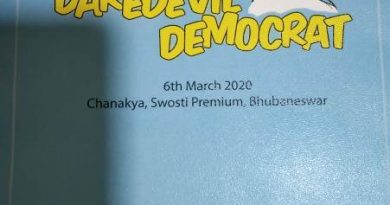 DAREDEVIL
DEMOCRAT
6th March 2020
Chanakya, Swosti Premium, Bhubaneswar